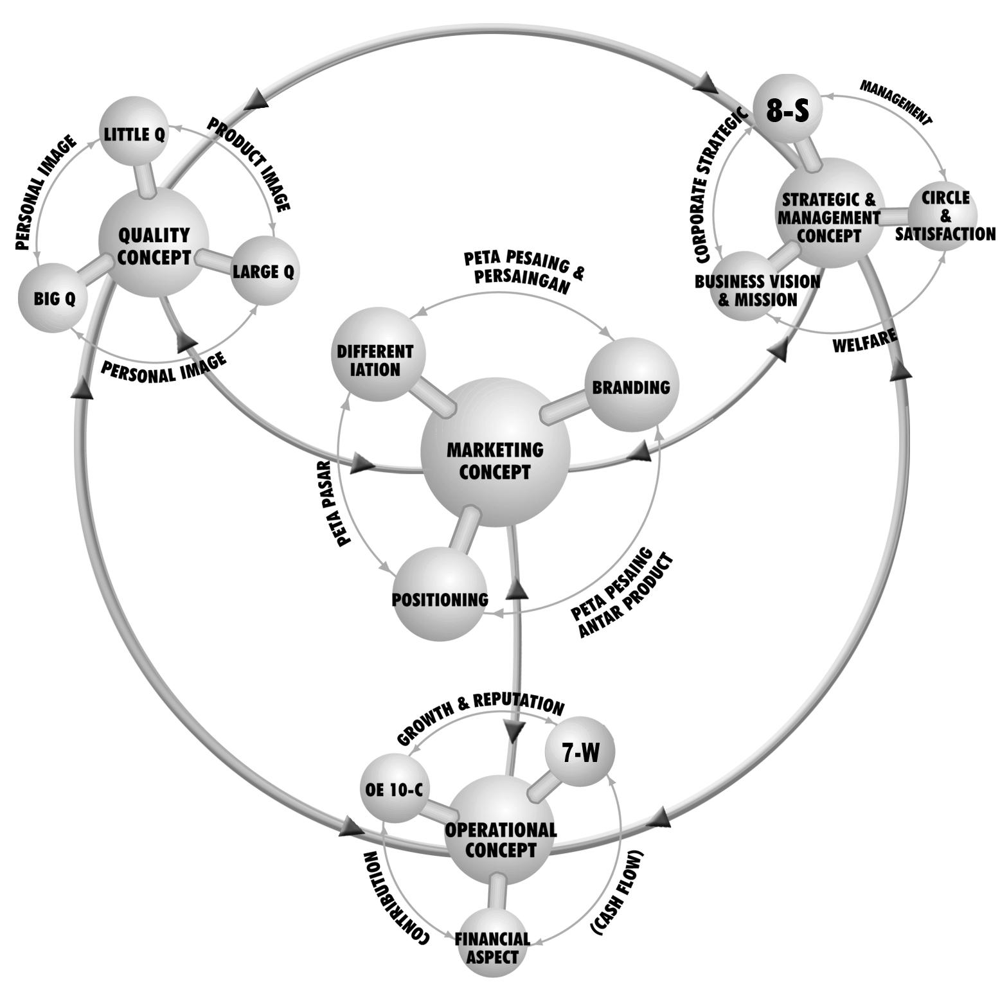 LITTLE Q
PRODUCT IMAGE
PERSONAL IMAGE
QUALITY
CONCEPT
LARGE Q
BIG Q
PERSONAL IMAGE
8-S
MANAGEMENT
CORPORATE STRATEGIC
STRATEGIC &
MANAGEMENT
CONCEPT
CIRCLE
&
SATISFACTION
BUSINESS VISION
& MISSION
WELFARE
PETA PESAING &
PERSAINGAN
DIFFERENT
IATION
BRANDING
MARKETING
CONCEPT
PETA PASAR
POSITIONING
PETA PESAING
ANTAR PRODUCT
GROWTH & REPUTATION
7-W
OE 10-C
OPERATIONAL
CONCEPT
CONTRIBUTION
(CASH FLOW)
FINANCIAL
ASPECT